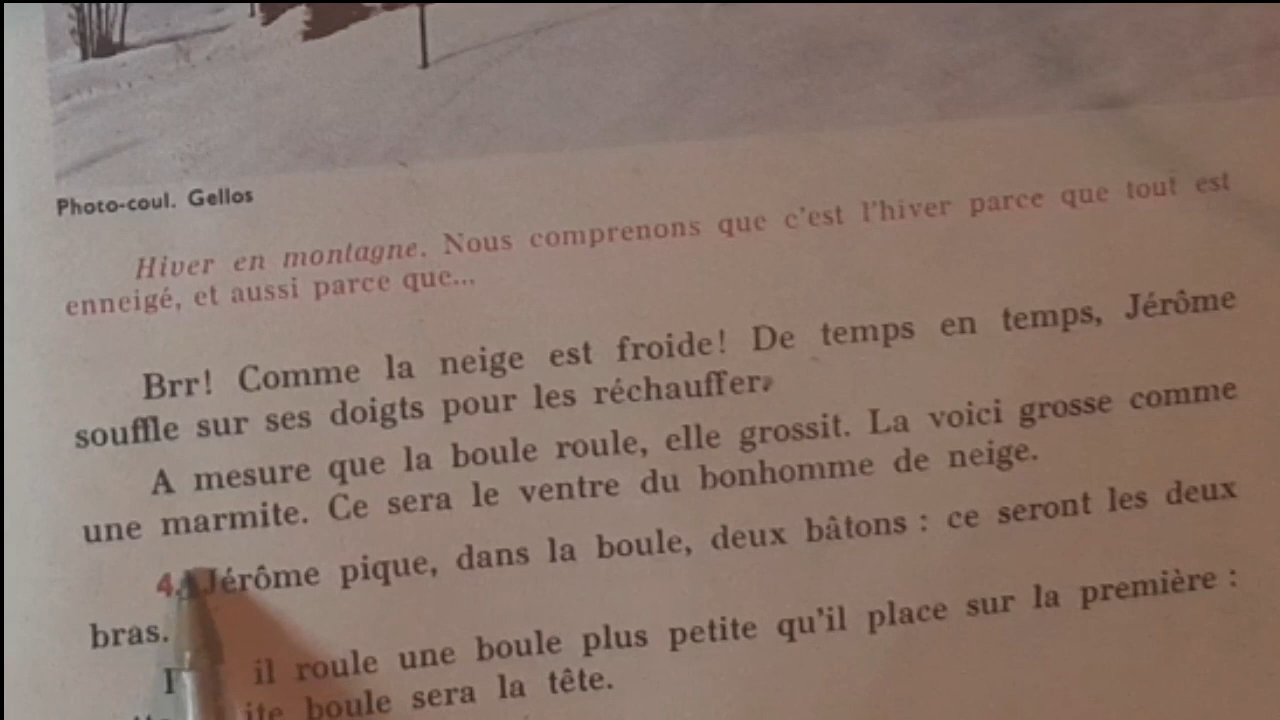 Photo-coul. Gellos
Hiver en montagne. Nous comprenons que c'est l'hiver parce que tout est
enneigé, et aussi parce que...
Brr! Comme la neige est froide! De temps en temps, Jérôme
souffle sur ses doigts pour les réchauffer.
A mesure que la boule roule, elle grossit. La voici grosse comme
une marmite. Ce sera le ventre du bonhomme de neige.
4. Jérôme pique, dans la boule, deux bâtons : ce seront les deux
bras.
il roule une boule plus petite qu'il place sur la première :
boule sera la tête.